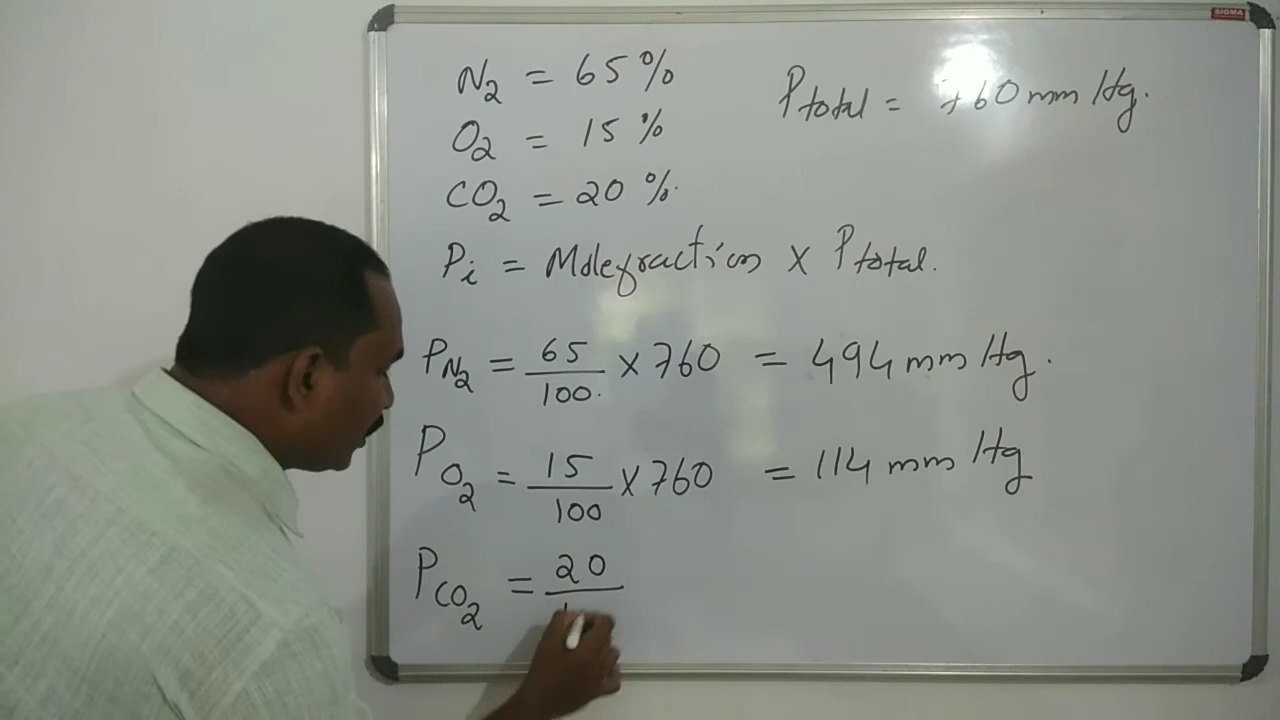 SIGMA
N2 = 65%
Ptotal = 760 mm Hg.
O2 = 15%
CO2 = 20%.
Pi = Molefraction × Ptotal.
PN2 = 65/100. × 760 = 494 mm Hg.
PO2 = 15/100 × 760 = 114 mm Hg
PCO2 = 20/1